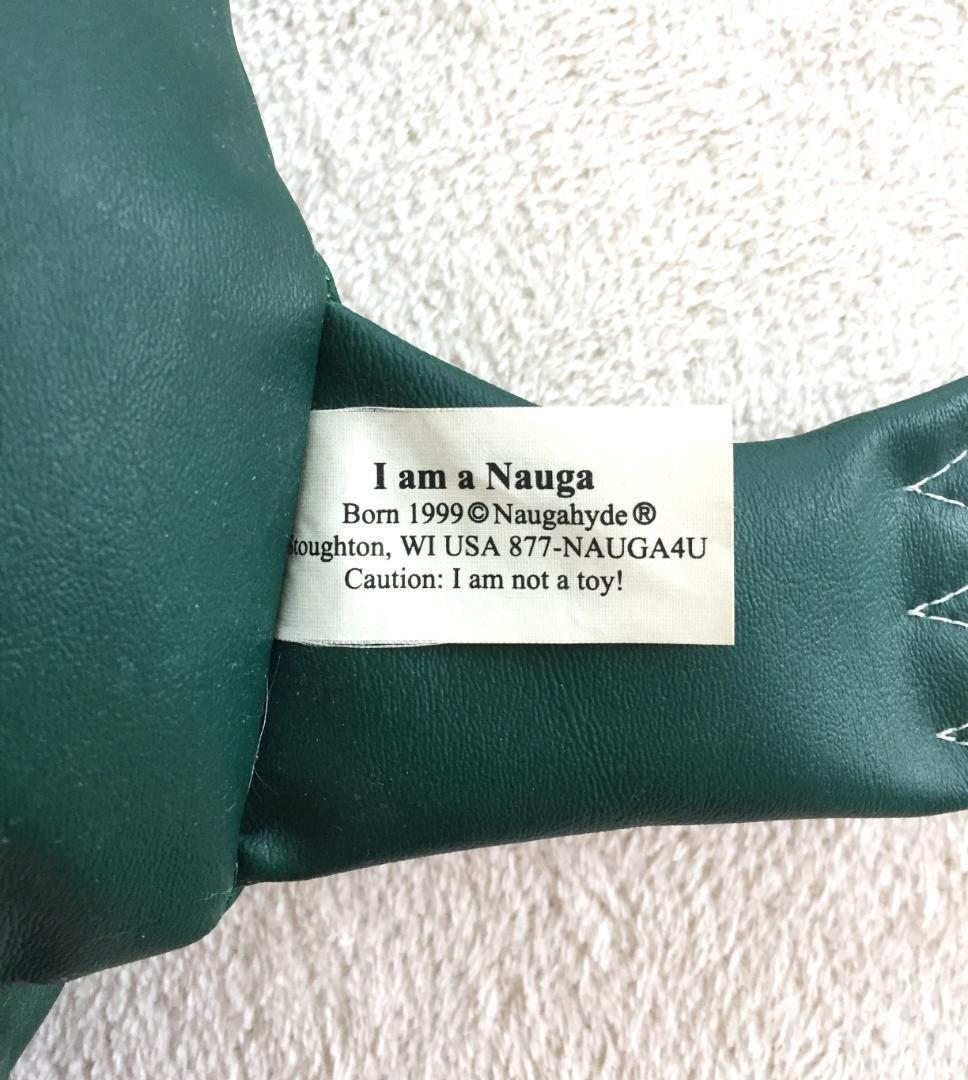 I am a Nauga
Born 1999 © Naugahyde ®
Stoughton, WI USA 877-NAUGA4U
Caution: I am not a toy!